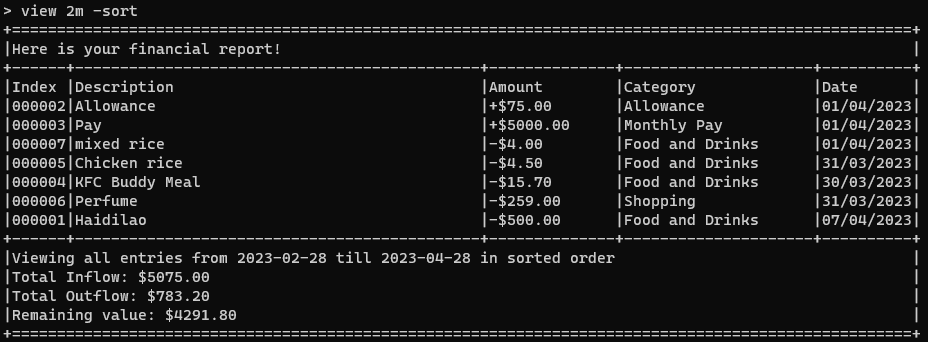 > view 2m -sort
+====================================================================================================+
|Here is your financial report!                                                                      |
+------+---------------------------------------------+--------------+---------------------+----------+
|Index |Description                                  |Amount        |Category             |Date      |
|000002|Allowance                                    |+$75.00       |Allowance            |01/04/2023|
|000003|Pay                                          |+$5000.00     |Monthly Pay          |01/04/2023|
|000007|mixed rice                                   |-$4.00        |Food and Drinks      |01/04/2023|
|000005|Chicken rice                                 |-$4.50        |Food and Drinks      |31/03/2023|
|000004|KFC Buddy Meal                               |-$15.70       |Food and Drinks      |30/03/2023|
|000006|Perfume                                      |-$259.00      |Shopping             |31/03/2023|
|000001|Haidilao                                     |-$500.00      |Food and Drinks      |07/04/2023|
+------+---------------------------------------------+--------------+---------------------+----------+
|Viewing all entries from 2023-02-28 till 2023-04-28 in sorted order                                 |
|Total Inflow: $5075.00                                                                              |
|Total Outflow: $783.20                                                                              |
|Remaining value: $4291.80                                                                           |
+====================================================================================================+